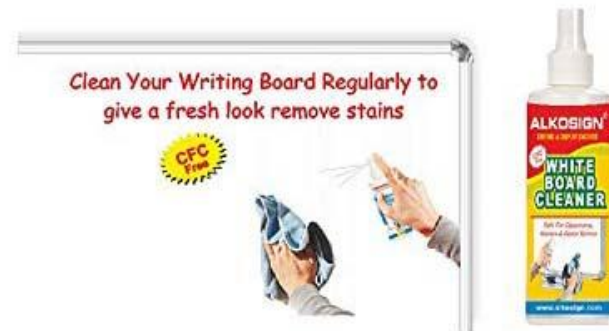 Clean Your Writing Board Regularly to
give a fresh look remove stains
CFC
Free
ALKOSIGN
WHITE
BOARD
CLEANER
www.alkosign.com